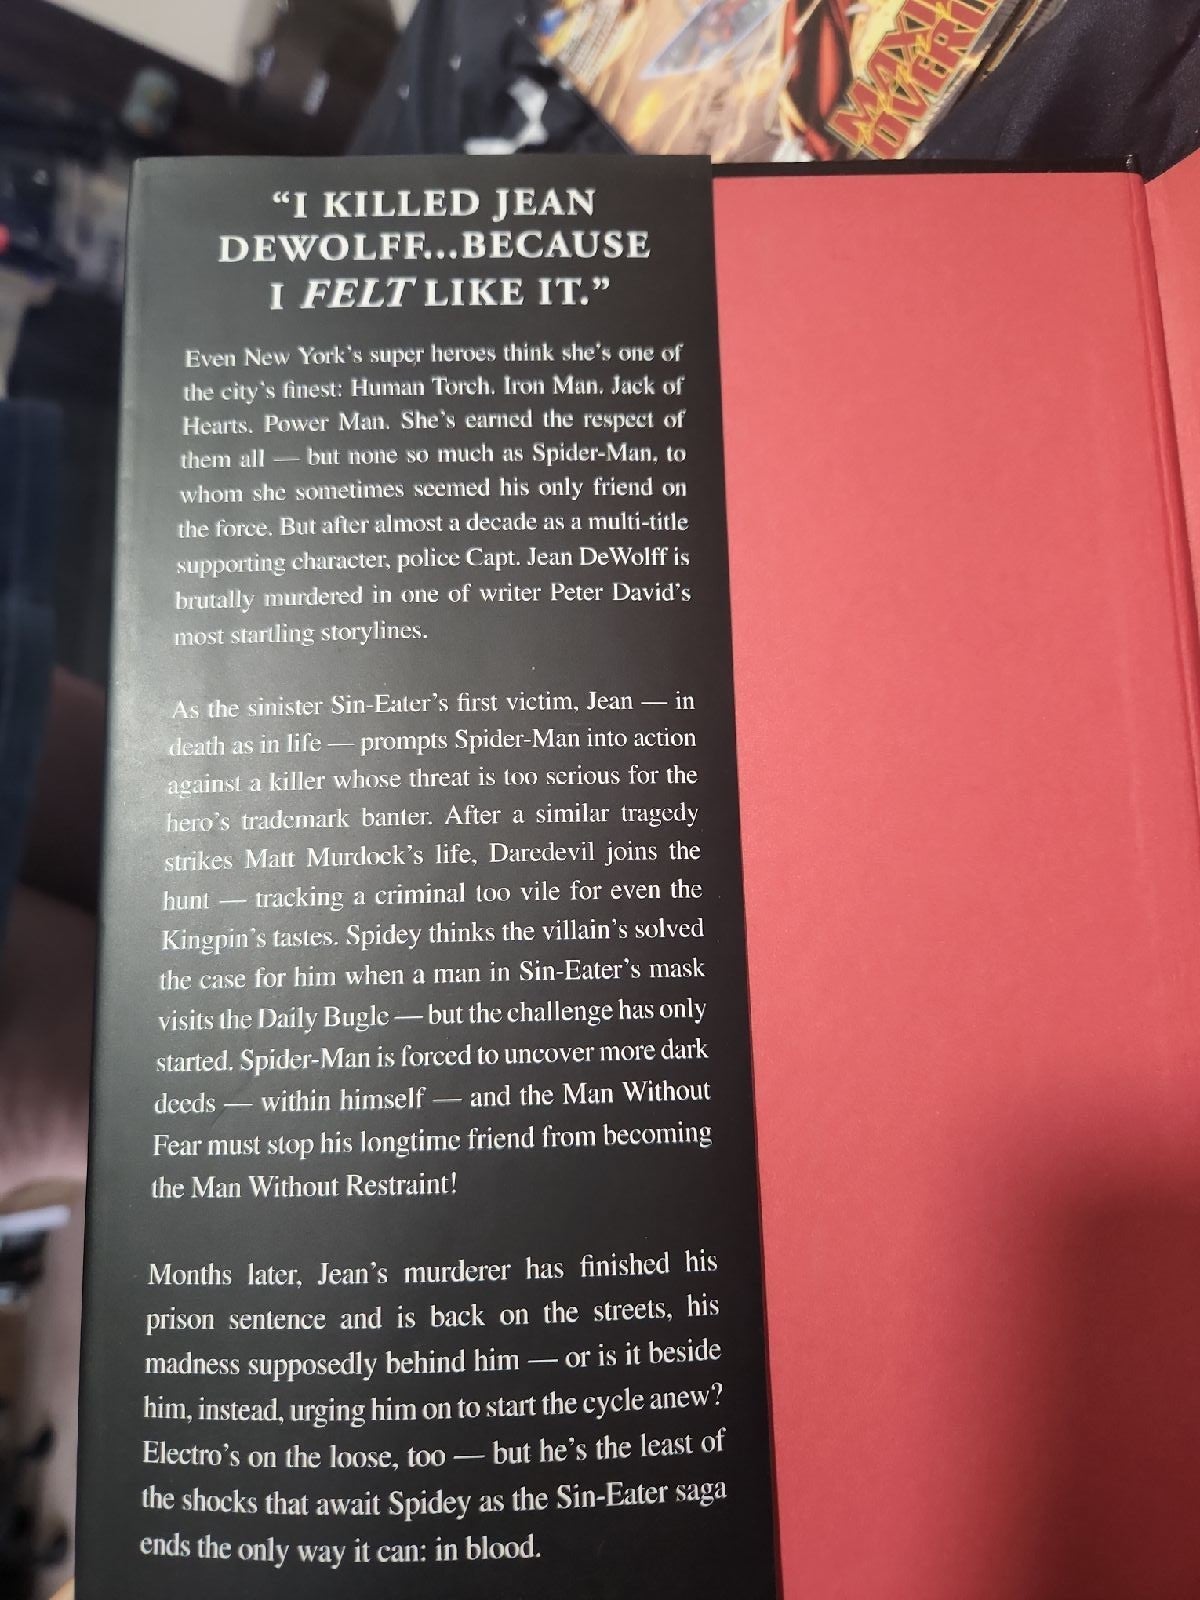 MAXI
OVERD
“I KILLED JEAN
DEWOLFF...BECAUSE
I FELT LIKE IT.”
Even New York’s super heroes think she’s one of
the city’s finest: Human Torch. Iron Man. Jack of
Hearts. Power Man. She’s earned the respect of
them all — but none so much as Spider-Man, to
whom she sometimes seemed his only friend on
the force. But after almost a decade as a multi-title
supporting character, police Capt. Jean DeWolff is
brutally murdered in one of writer Peter David’s
most startling storylines.
As the sinister Sin-Eater’s first victim, Jean — in
death as in life — prompts Spider-Man into action
against a killer whose threat is too serious for the
hero’s trademark banter. After a similar tragedy
strikes Matt Murdock’s life, Daredevil joins the
hunt — tracking a criminal too vile for even the
Kingpin’s tastes. Spidey thinks the villain’s solved
the case for him when a man in Sin-Eater’s mask
visits the Daily Bugle — but the challenge has only
started. Spider-Man is forced to uncover more dark
deeds — within himself — and the Man Without
Fear must stop his longtime friend from becoming
the Man Without Restraint!
Months later, Jean’s murderer has finished his
prison sentence and is back on the streets, his
madness supposedly behind him — or is it beside
him, instead, urging him on to start the cycle anew?
Electro’s on the loose, too — but he’s the least of
the shocks that await Spidey as the Sin-Eater saga
ends the only way it can: in blood.